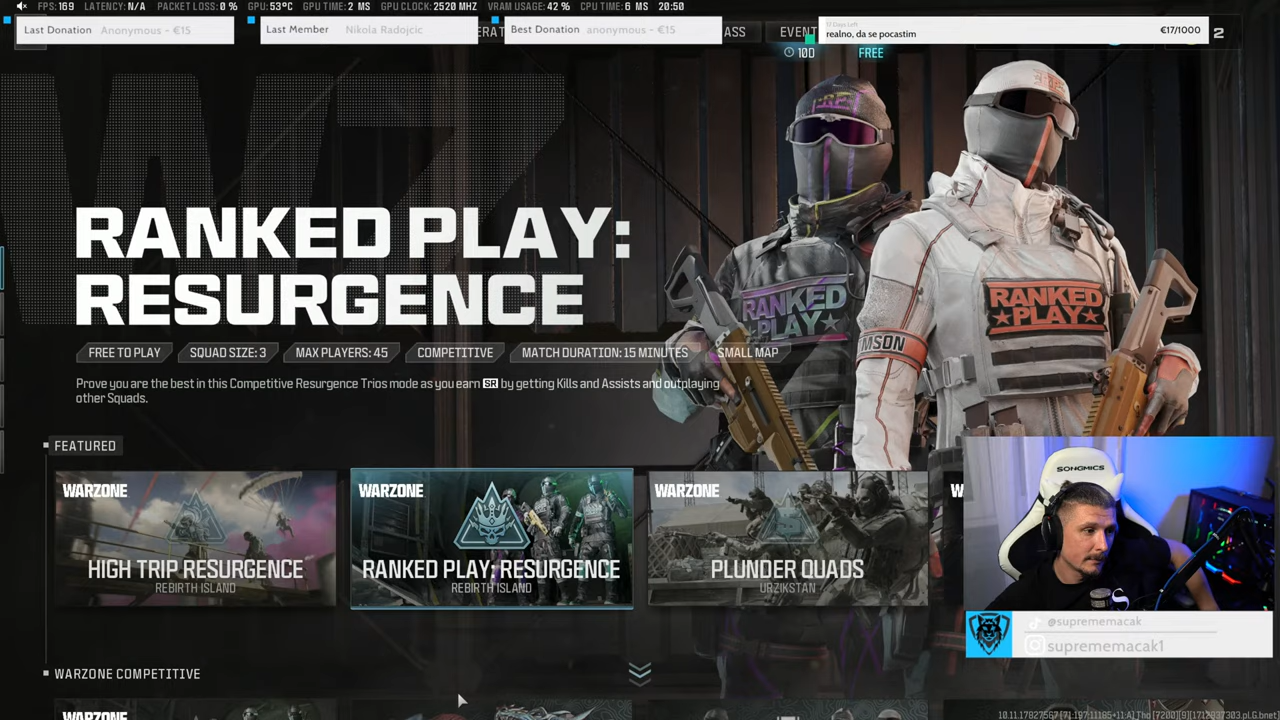 FPS: 169 LATENCY: N/A PACKET LOSS: 0 % GPU: 53°C GPU TIME: 2 MS GPU CLOCK: 2520 MHZ VRAM USAGE: 42 % CPU TIME: 6 MS 20:50
Last Donation Anonymous - €15
Last Member Nikola Radojcic
Best Donation anonymous - €15
ASS
EVENT
17 Days Left
realno, da se pocastim
€17/1000
2
10D
FREE
WZ
RANKED PLAY:
RESURGENCE
FREE TO PLAY
SQUAD SIZE: 3
MAX PLAYERS: 45
COMPETITIVE
MATCH DURATION: 15 MINUTES
SMALL MAP
Prove you are the best in this Competitive Resurgence Trios mode as you earn SR by getting Kills and Assists and outplaying
other Squads.
RANKED
PLAY
RANKED
PLAY
FEATURED
WARZONE
HIGH TRIP RESURGENCE
REBIRTH ISLAND
WARZONE
RANKED PLAY: RESURGENCE
REBIRTH ISLAND
WARZONE
PLUNDER QUADS
URZIKSTAN
SONGMICS
@suprememacak
suprememacak1
WARZONE COMPETITIVE